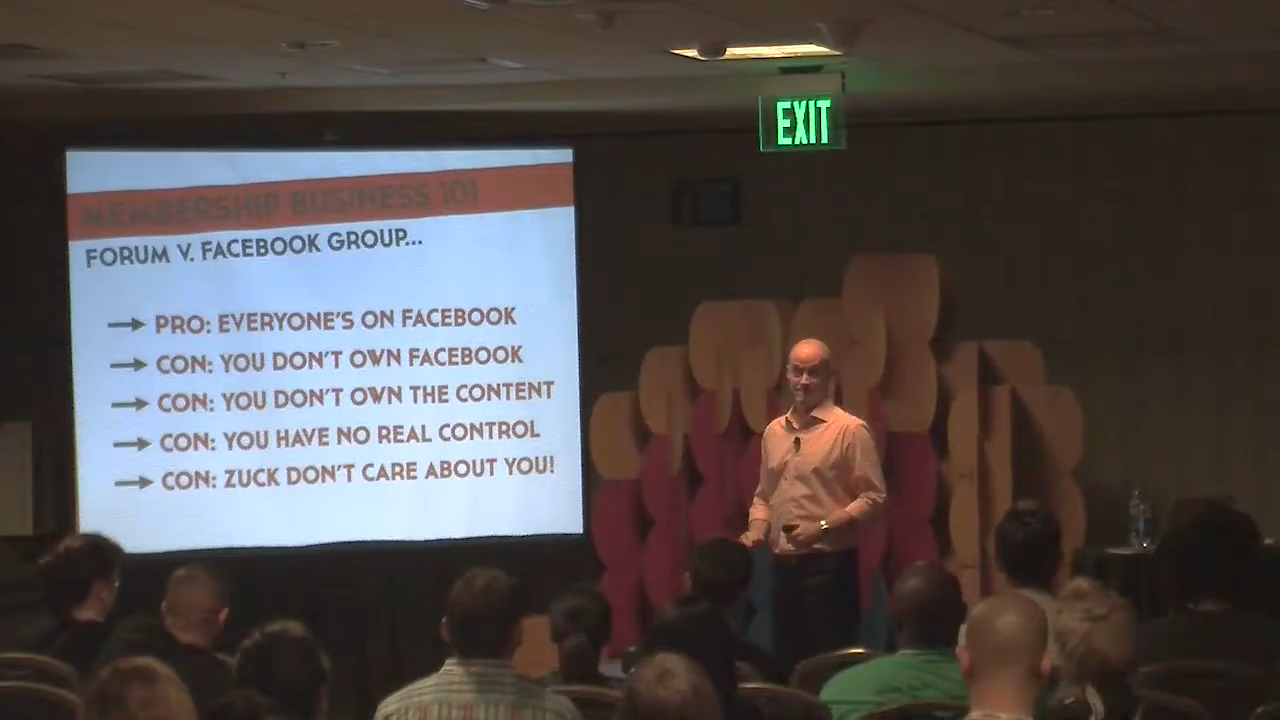 EXIT
MEMBERSHIP BUSINESS 101
FORUM V. FACEBOOK GROUP...
→ PRO: EVERYONE'S ON FACEBOOK
→ CON: YOU DON'T OWN FACEBOOK
→ CON: YOU DON'T OWN THE CONTENT
→ CON: YOU HAVE NO REAL CONTROL
→ CON: ZUCK DON'T CARE ABOUT YOU!